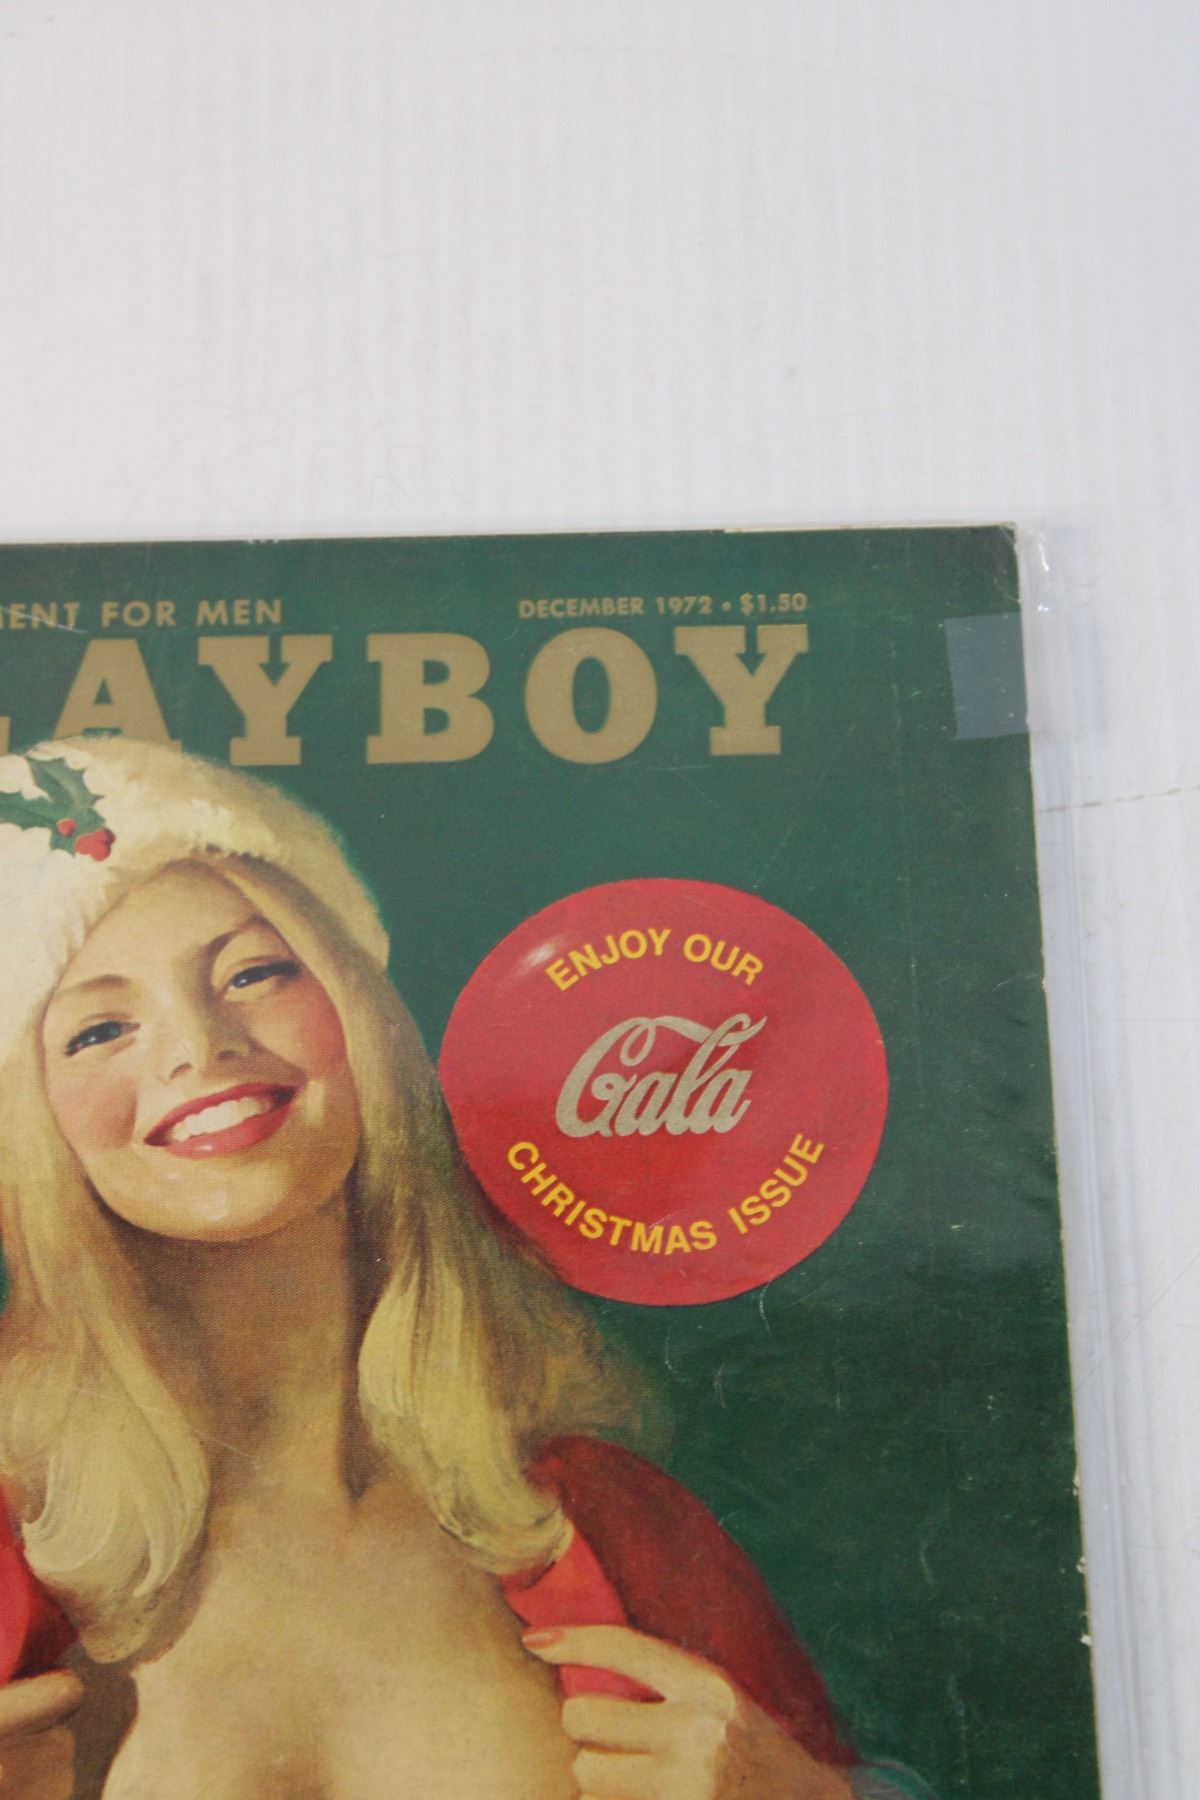 MENT FOR MEN
DECEMBER 1972 • $1.50
LAYBOY
ENJOY OUR
Gala
CHRISTMAS ISSUE